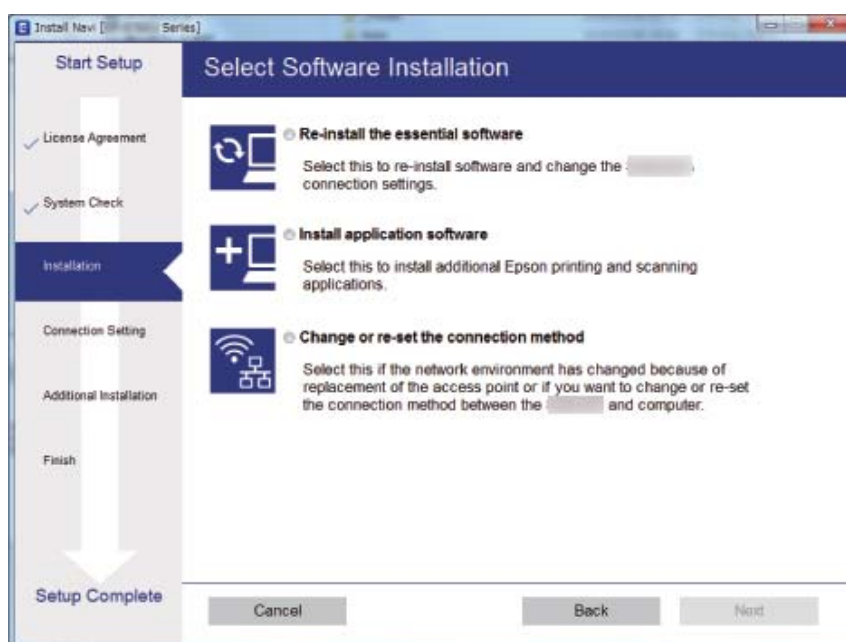 Install Navi [ Series]
Start Setup
License Agreement
System Check
Installation
Connection Setting
Additional Installation
Finish
Setup Complete
Select Software Installation
Re-install the essential software
Select this to re-install software and change the
connection settings.
Install application software
Select this to install additional Epson printing and scanning
applications.
Change or re-set the connection method
Select this if the network environment has changed because of
replacement of the access point or if you want to change or re-set
the connection method between the and computer.
Cancel
Back
Next